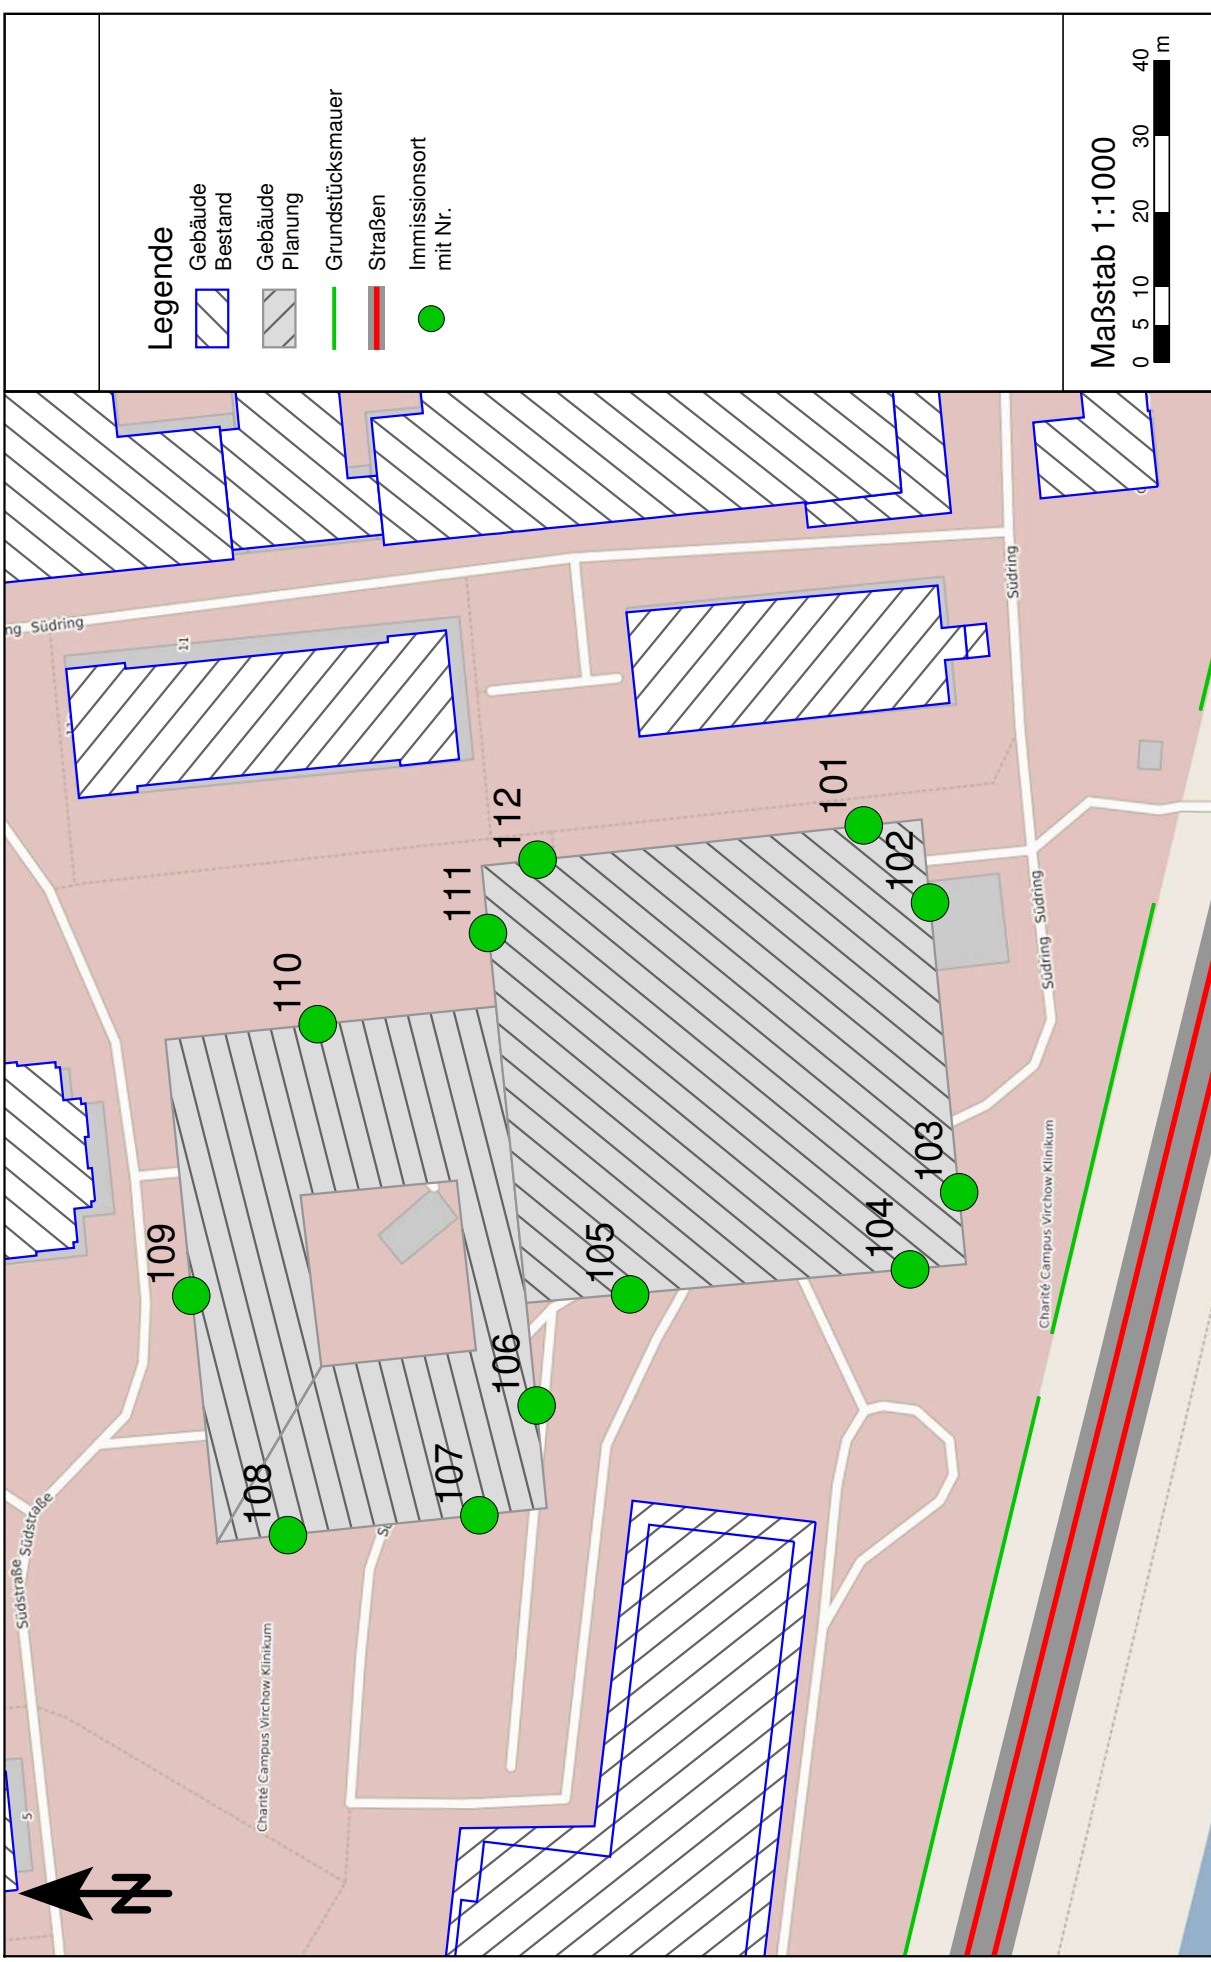 Legende
Gebäude
Bestand
Gebäude
Planung
Grundstücksmauer
Straßen
Immissionsort
mit Nr.
Maßstab 1:1000
0 5 10 20 30 40
m
N
5
Südstraße
Südstraße
Charité Campus Virchow Klinikum
108
109
110
107
106
111
112
105
104
103
102
101
11
Südring
Südring
Südring
Südring
Charité Campus Virchow Klinikum